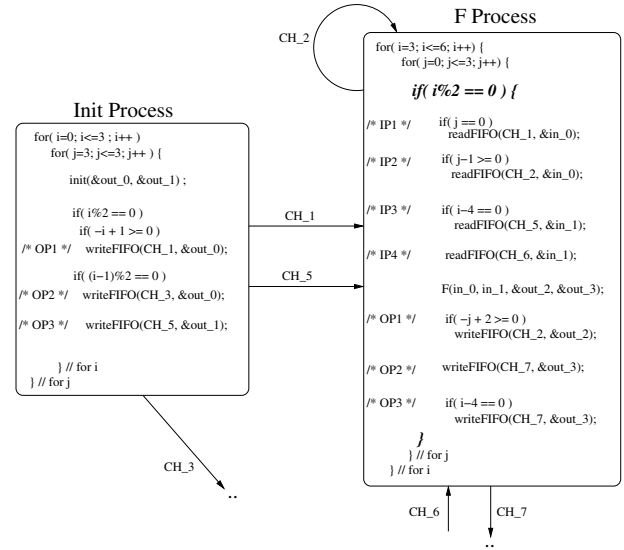 F Process
CH_2
for( i=3; i<=6; i++) {
for( j=0; j<=3; j++) {
if( i%2 == 0 ) {
/* IP1 */ if( j == 0 )
readFIFO(CH_1, &in_0);
/* IP2 */ if( j-1 >= 0 )
readFIFO(CH_2, &in_0);
/* IP3 */ if( i-4 == 0 )
readFIFO(CH_5, &in_1);
/* IP4 */ readFIFO(CH_6, &in_1);
F(in_0, in_1, &out_2, &out_3);
/* OP1 */ if( -j + 2 >= 0 )
writeFIFO(CH_2, &out_2);
/* OP2 */ writeFIFO(CH_7, &out_3);
/* OP3 */ if( i-4 == 0 )
writeFIFO(CH_7, &out_3);
}
} // for j
} // for i
Init Process
for( i=0; i<=3 ; i++ )
for( j=3; j<=3; j++ ) {
init(&out_0, &out_1) ;
if( i%2 == 0 )
if( -i + 1 >= 0 )
/* OP1 */ writeFIFO(CH_1, &out_0);
if( (i-1)%2 == 0 )
/* OP2 */ writeFIFO(CH_3, &out_0);
/* OP3 */ writeFIFO(CH_5, &out_1);
} // for i
} // for j
CH_1
CH_5
CH_3
..
CH_6
CH_7
..